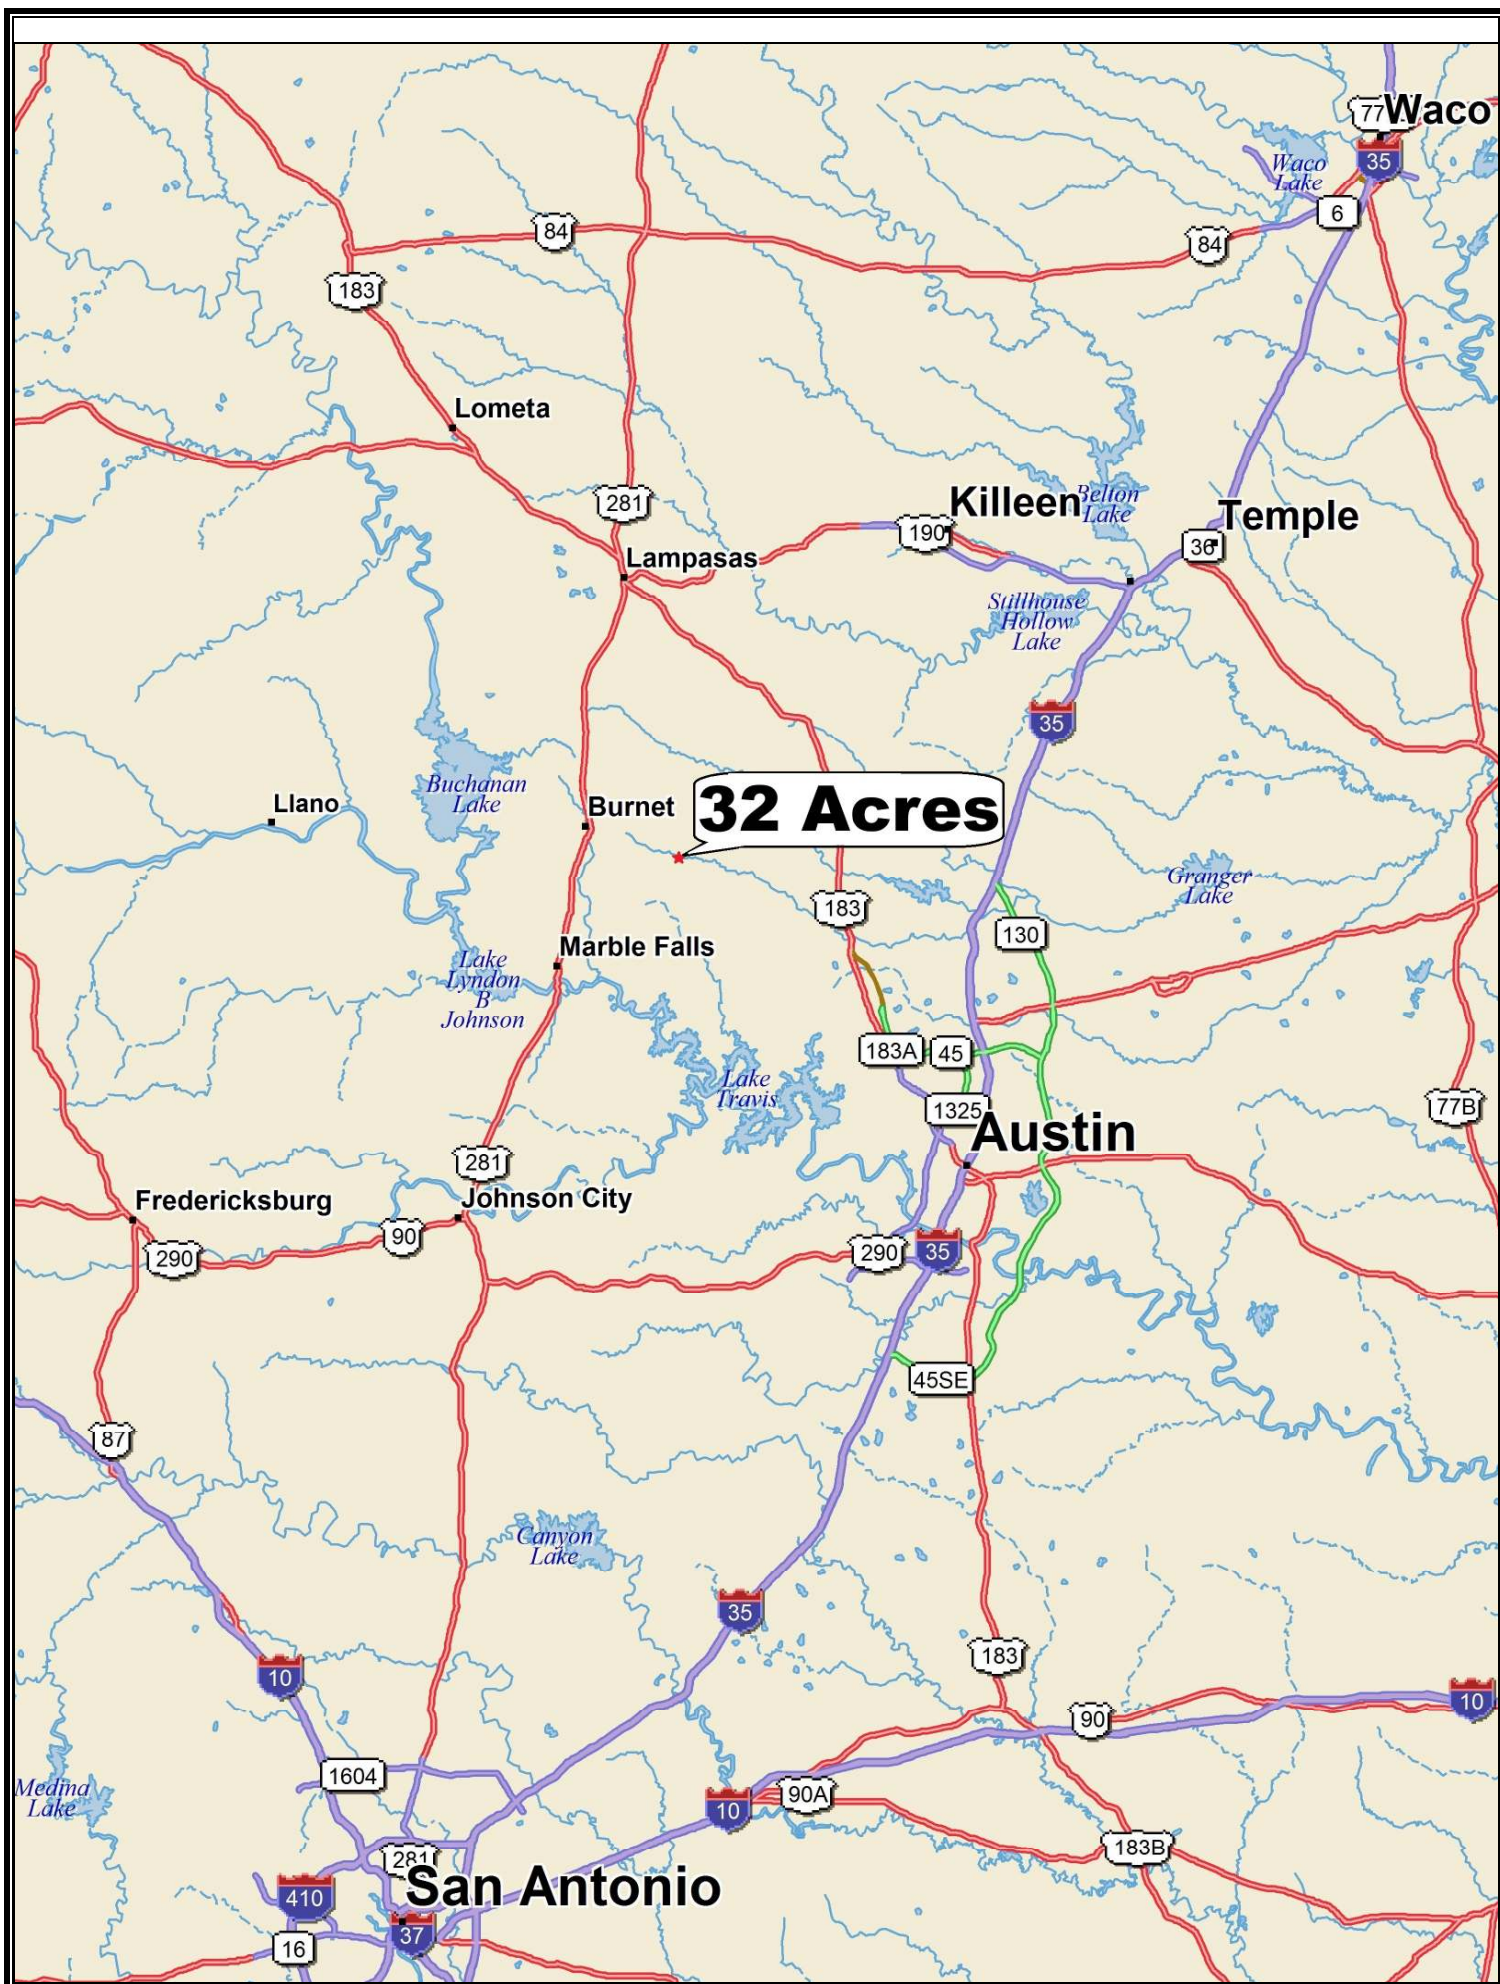 77
Waco
35
Waco
Lake
6
84
84
183
Lometa
281
Killeen
Belton
Lake
Temple
190
36
Lampasas
Stillhouse
Hollow
Lake
35
Buchanan
Lake
Llano
Burnet
32 Acres
Granger
Lake
183
130
Marble Falls
Lake
Lyndon
B
Johnson
183A
45
Lake
Travis
1325
77B
Austin
281
Fredericksburg
Johnson City
290
90
290
35
45SE
87
Canyon
Lake
35
183
10
10
90
1604
Medina
Lake
90A
10
183B
281
San Antonio
410
37
16